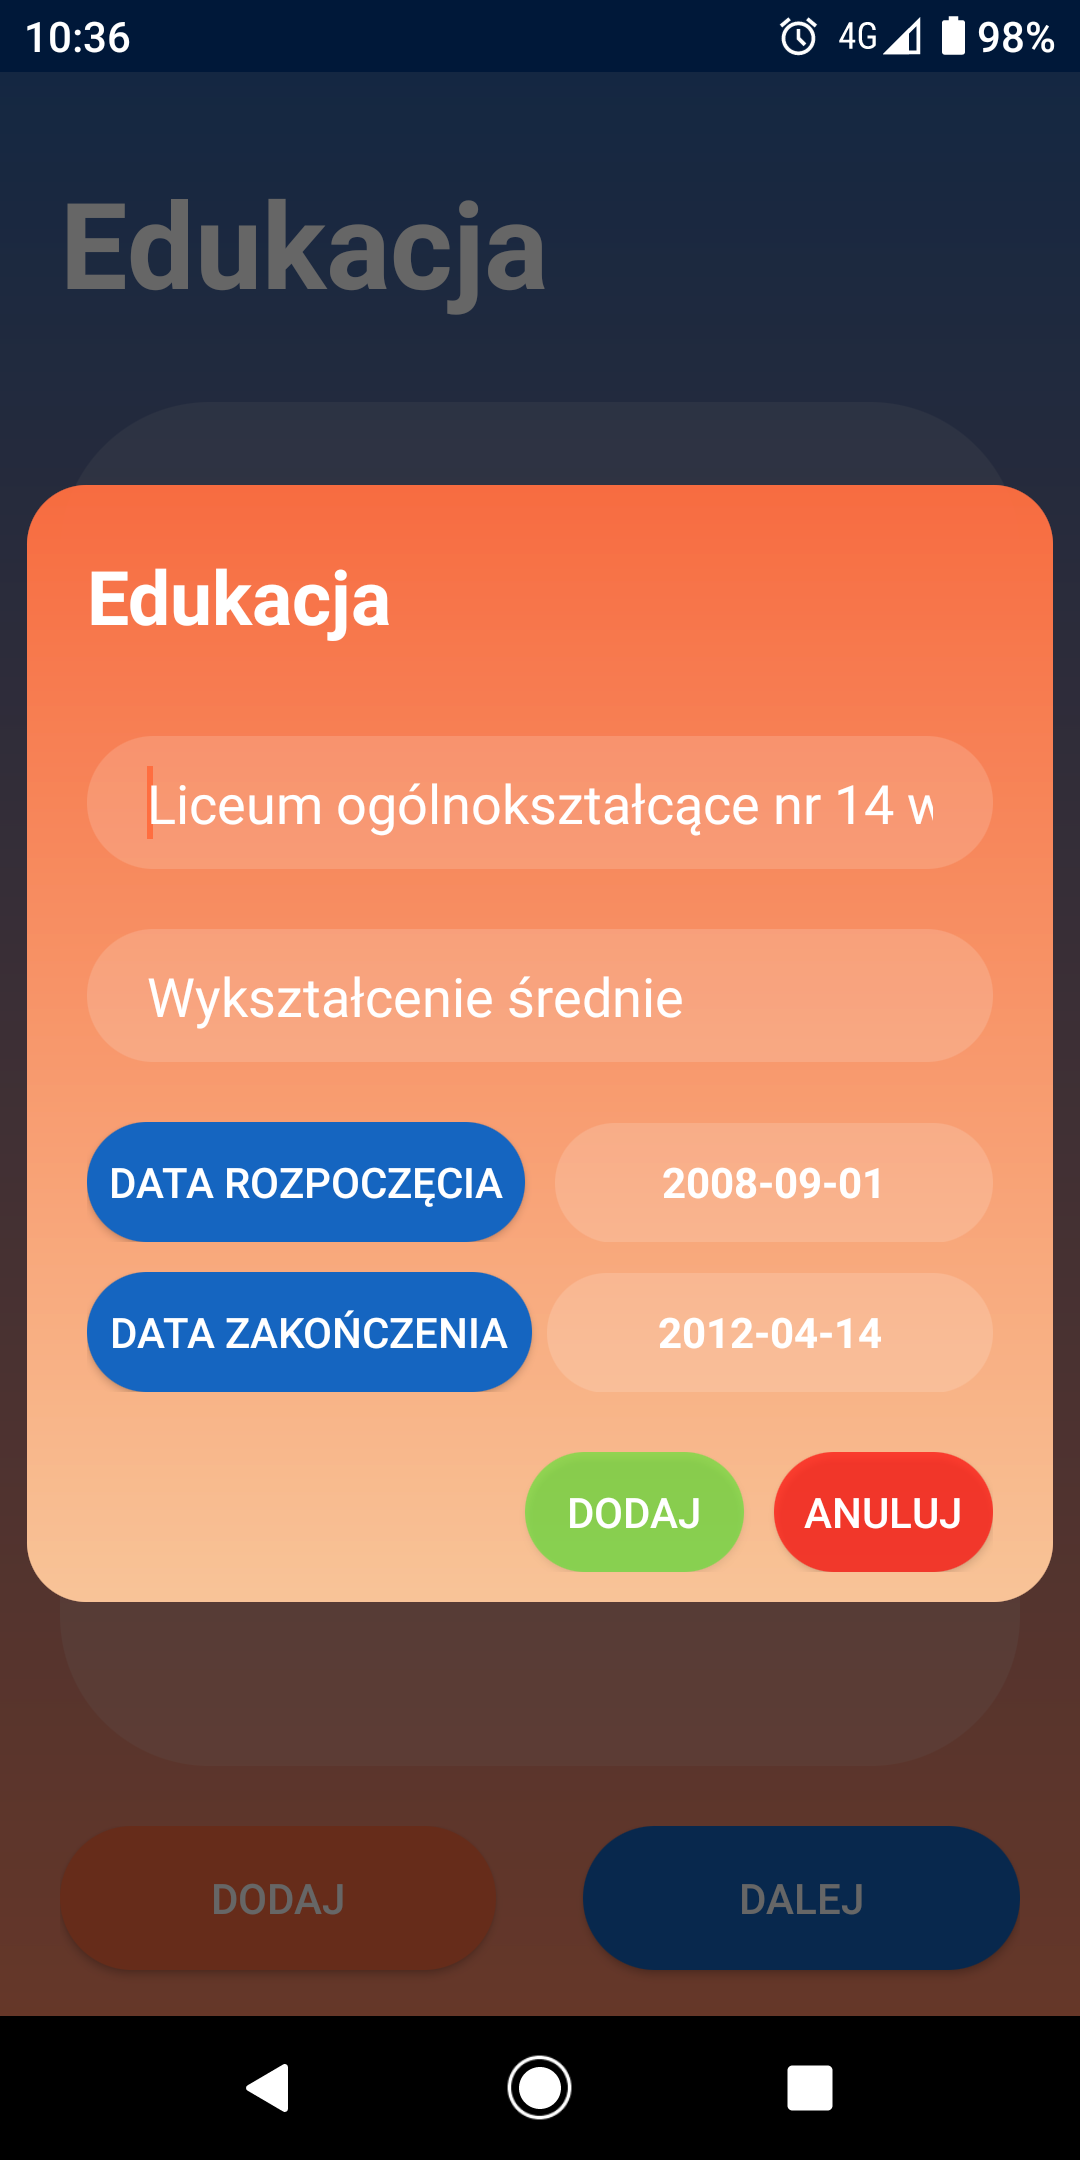 10:36
4G
98%
Edukacja
Edukacja
Liceum ogólnokształcące nr 14 w
Wykształcenie średnie
DATA ROZPOCZĘCIA
2008-09-01
DATA ZAKOŃCZENIA
2012-04-14
DODAJ
ANULUJ
DODAJ
DALEJ